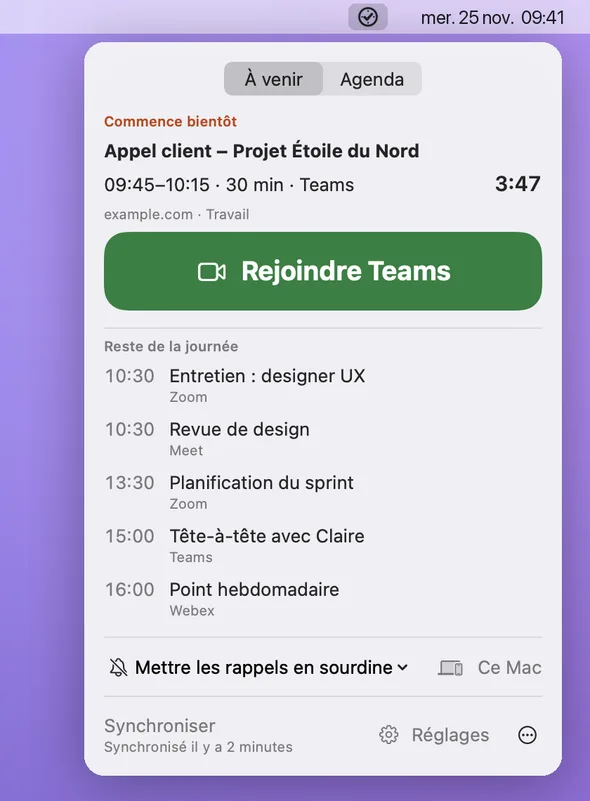 mer. 25 nov. 09:41
À venir Agenda
Commence bientôt
Appel client – Projet Étoile du Nord
09:45–10:15 · 30 min · Teams 3:47
example.com · Travail
Rejoindre Teams
Reste de la journée
10:30 Entretien : designer UX
Zoom
10:30 Revue de design
Meet
13:30 Planification du sprint
Zoom
15:00 Tête-à-tête avec Claire
Teams
16:00 Point hebdomadaire
Webex
Mettre les rappels en sourdine Ce Mac
Synchroniser
Synchronisé il y a 2 minutes
Réglages